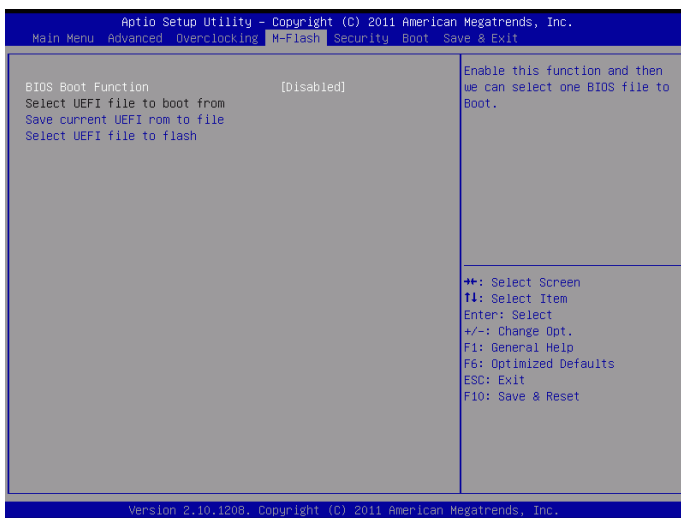 Aptio Setup Utility – Copyright (C) 2011 American Megatrends, Inc.
Main Menu Advanced Overclocking M-Flash Security Boot Save & Exit
BIOS Boot Function [Disabled]
Select UEFI file to boot from
Save current UEFI rom to file
Select UEFI file to flash
Enable this function and then
we can select one BIOS file to
Boot.
→←: Select Screen
↑↓: Select Item
Enter: Select
+/-: Change Opt.
F1: General Help
F6: Optimized Defaults
ESC: Exit
F10: Save & Reset
Version 2.10.1208. Copyright (C) 2011 American Megatrends, Inc.